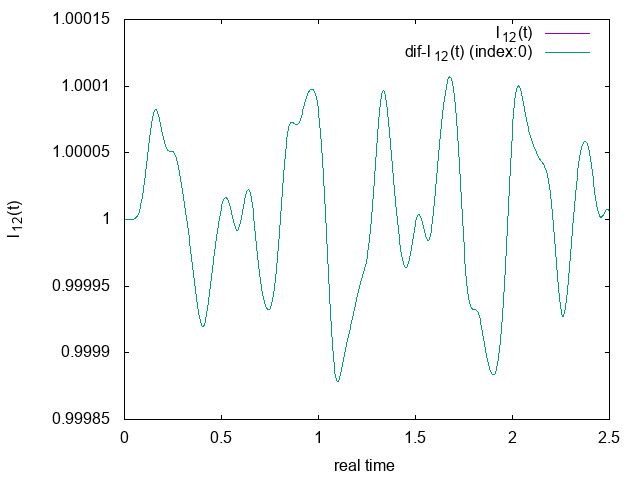 1.00015
1.0001
1.00005
1
0.99995
0.9999
0.99985
0 0.5 1 1.5 2 2.5
real time
I12(t)
I12(t)
dif-I12(t) (index:0)